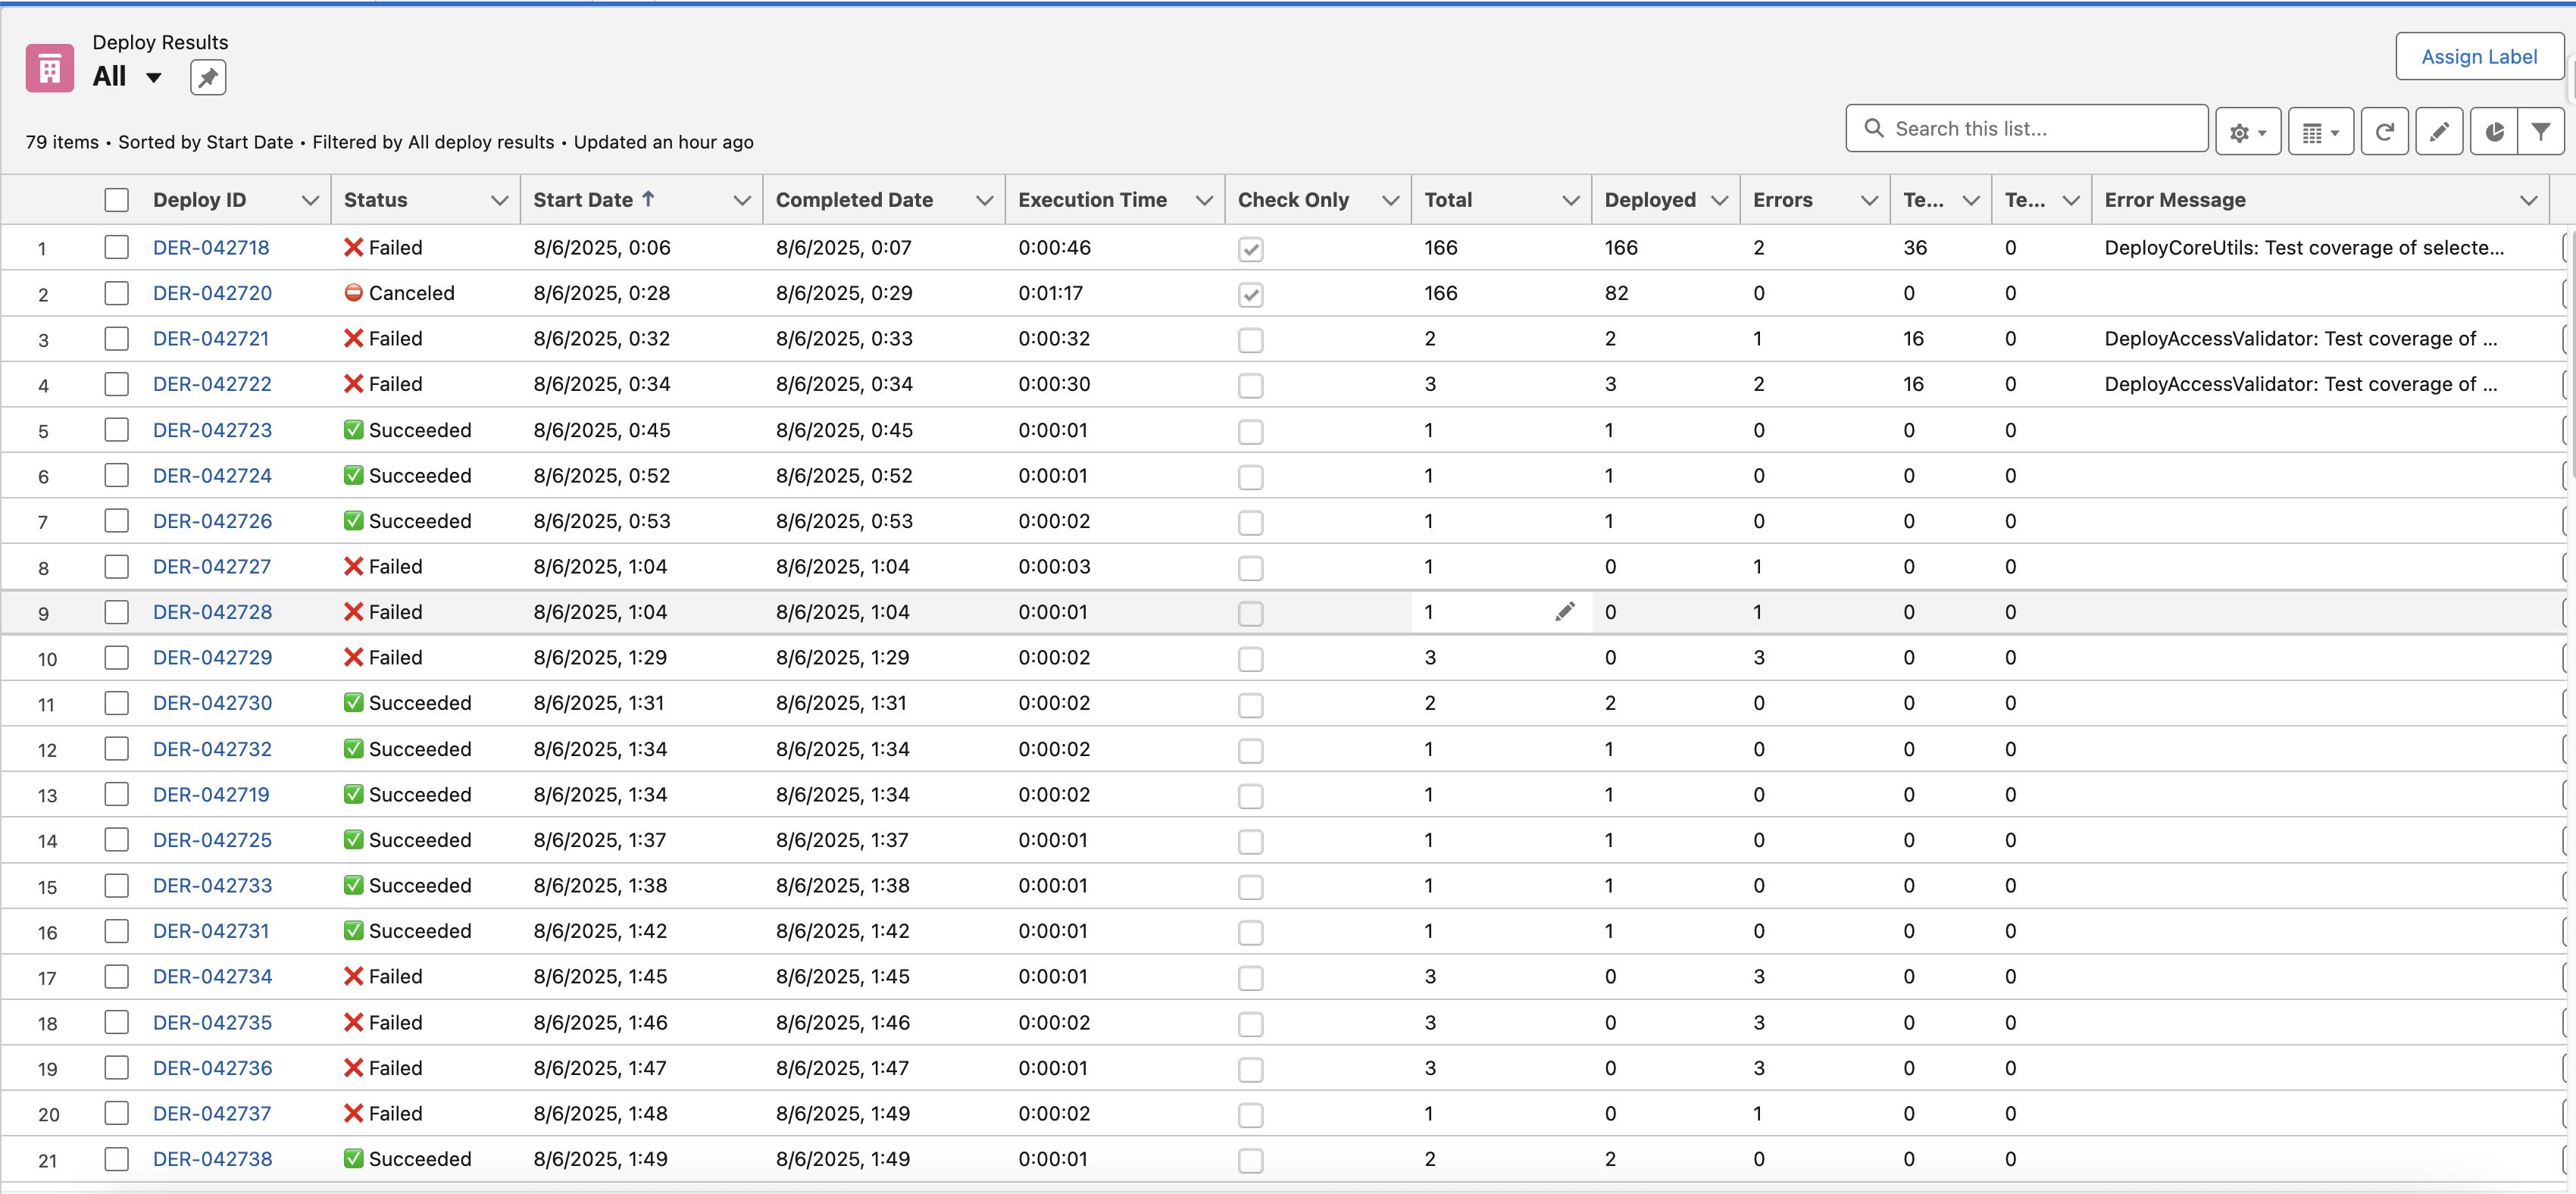 Deploy Results
All
Assign Label
79 items • Sorted by Start Date • Filtered by All deploy results • Updated an hour ago
Search this list...
Deploy ID Status Start Date Completed Date Execution Time Check Only Total Deployed Errors Te... Te... Error Message
1 DER-042718 Failed 8/6/2025, 0:06 8/6/2025, 0:07 0:00:46 166 166 2 36 0 DeployCoreUtils: Test coverage of selecte...
2 DER-042720 Canceled 8/6/2025, 0:28 8/6/2025, 0:29 0:01:17 166 82 0 0 0
3 DER-042721 Failed 8/6/2025, 0:32 8/6/2025, 0:33 0:00:32 2 2 1 16 0 DeployAccessValidator: Test coverage of ...
4 DER-042722 Failed 8/6/2025, 0:34 8/6/2025, 0:34 0:00:30 3 3 2 16 0 DeployAccessValidator: Test coverage of ...
5 DER-042723 Succeeded 8/6/2025, 0:45 8/6/2025, 0:45 0:00:01 1 1 0 0 0
6 DER-042724 Succeeded 8/6/2025, 0:52 8/6/2025, 0:52 0:00:01 1 1 0 0 0
7 DER-042726 Succeeded 8/6/2025, 0:53 8/6/2025, 0:53 0:00:02 1 1 0 0 0
8 DER-042727 Failed 8/6/2025, 1:04 8/6/2025, 1:04 0:00:03 1 0 1 0 0
9 DER-042728 Failed 8/6/2025, 1:04 8/6/2025, 1:04 0:00:01 1 0 1 0 0
10 DER-042729 Failed 8/6/2025, 1:29 8/6/2025, 1:29 0:00:02 3 0 3 0 0
11 DER-042730 Succeeded 8/6/2025, 1:31 8/6/2025, 1:31 0:00:02 2 2 0 0 0
12 DER-042732 Succeeded 8/6/2025, 1:34 8/6/2025, 1:34 0:00:02 1 1 0 0 0
13 DER-042719 Succeeded 8/6/2025, 1:34 8/6/2025, 1:34 0:00:02 1 1 0 0 0
14 DER-042725 Succeeded 8/6/2025, 1:37 8/6/2025, 1:37 0:00:01 1 1 0 0 0
15 DER-042733 Succeeded 8/6/2025, 1:38 8/6/2025, 1:38 0:00:01 1 1 0 0 0
16 DER-042731 Succeeded 8/6/2025, 1:42 8/6/2025, 1:42 0:00:01 1 1 0 0 0
17 DER-042734 Failed 8/6/2025, 1:45 8/6/2025, 1:45 0:00:01 3 0 3 0 0
18 DER-042735 Failed 8/6/2025, 1:46 8/6/2025, 1:46 0:00:02 3 0 3 0 0
19 DER-042736 Failed 8/6/2025, 1:47 8/6/2025, 1:47 0:00:01 3 0 3 0 0
20 DER-042737 Failed 8/6/2025, 1:48 8/6/2025, 1:49 0:00:02 1 0 1 0 0
21 DER-042738 Succeeded 8/6/2025, 1:49 8/6/2025, 1:49 0:00:01 2 2 0 0 0